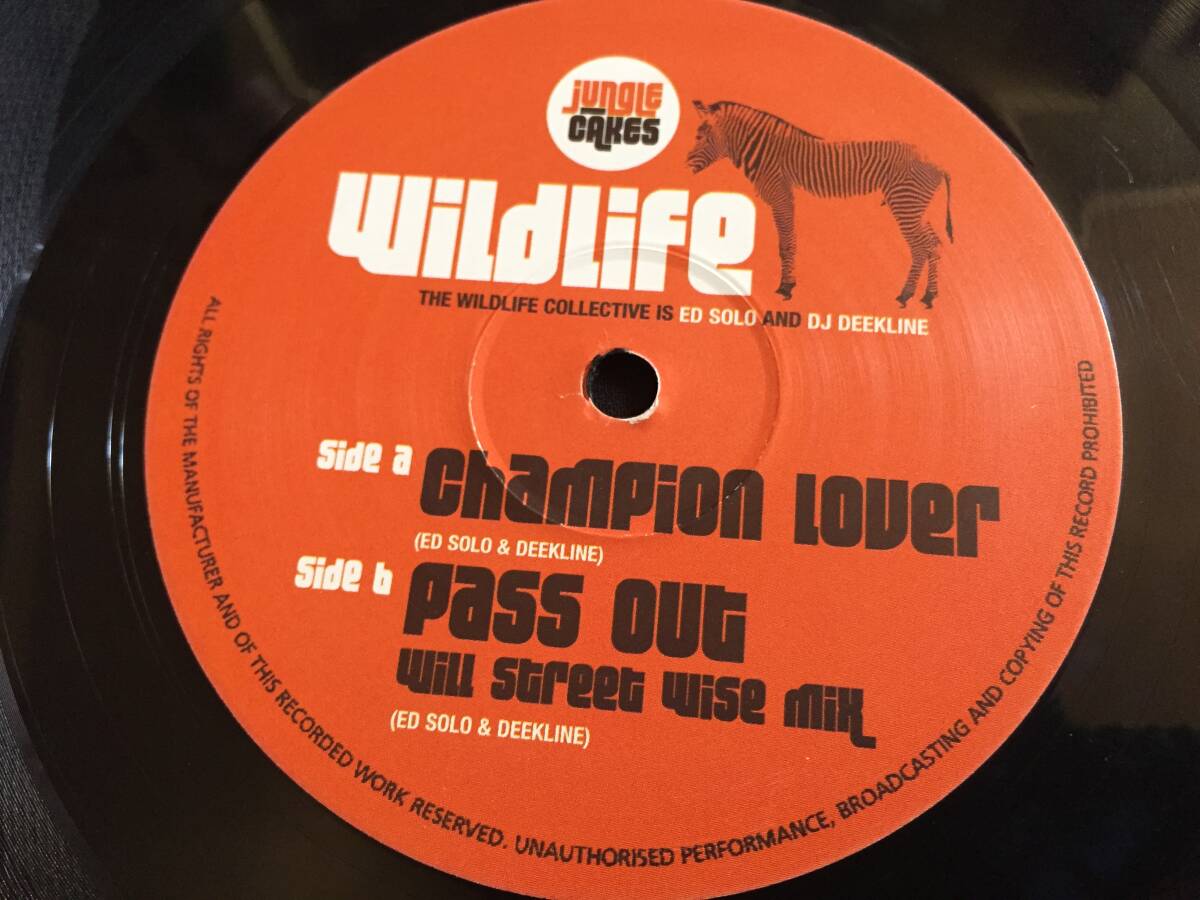 jungle
cakes
wildlife
THE WILDLIFE COLLECTIVE IS ED SOLO AND DJ DEEKLINE
side a champion lover
(ED SOLO & DEEKLINE)
side b pass out
will street wise mix
(ED SOLO & DEEKLINE)
ALL RIGHTS OF THE MANUFACTURER AND OF THIS RECORDED WORK RESERVED. UNAUTHORISED PERFORMANCE, BROADCASTING AND COPYING OF THIS RECORD PROHIBITED